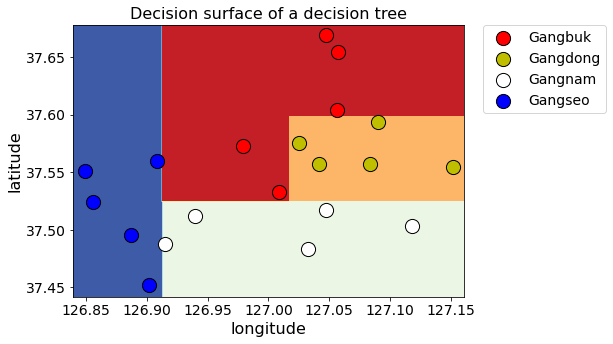 Decision surface of a decision tree
Gangbuk
Gangdong
Gangnam
Gangseo
latitude
37.65
37.60
37.55
37.50
37.45
126.85 126.90 126.95 127.00 127.05 127.10 127.15
longitude